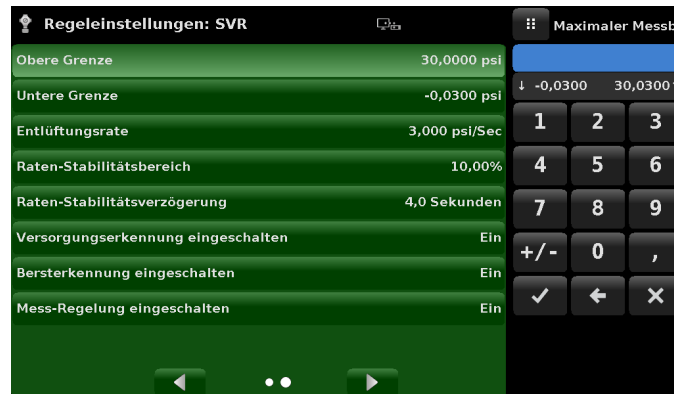 Regeleinstellungen: SVR
Obere Grenze 30,0000 psi
Untere Grenze -0,0300 psi
Entlüftungsrate 3,000 psi/Sec
Raten-Stabilitätsbereich 10,00%
Raten-Stabilitätsverzögerung 4,0 Sekunden
Versorgungserkennung eingeschalten Ein
Bersterkennung eingeschalten Ein
Mess-Regelung eingeschalten Ein
Maximaler Messb
↓ -0,0300 30,0300
1 2 3
4 5 6
7 8 9
+/- 0 ,